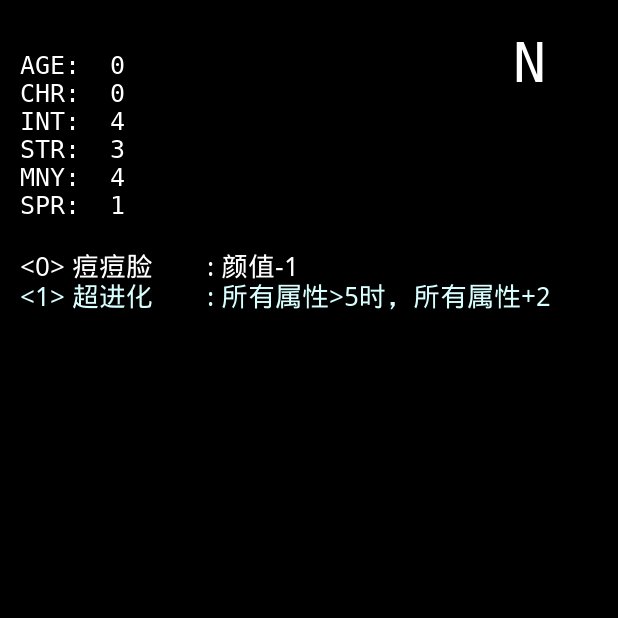 N
AGE: 0
CHR: 0
INT: 4
STR: 3
MNY: 4
SPR: 1
<0> 痘痘脸 : 颜值-1
<1> 超进化 : 所有属性>5时，所有属性+2